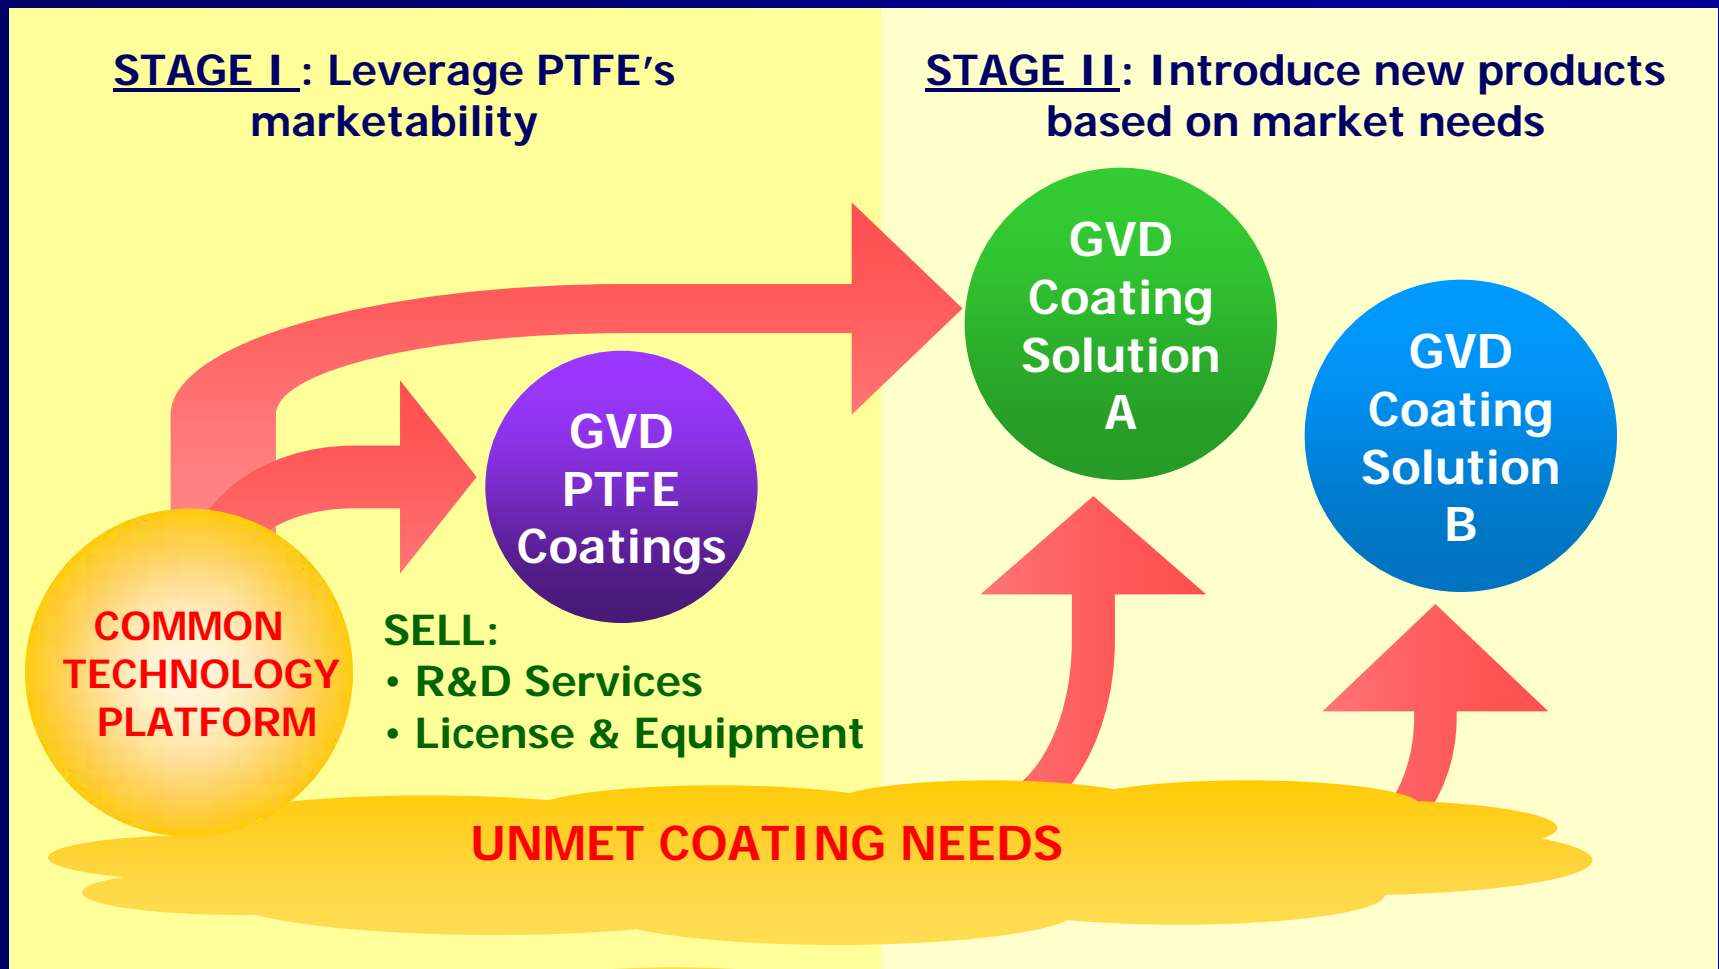 STAGE I : Leverage PTFE's
marketability
STAGE II: Introduce new products
based on market needs
GVD
Coating
Solution
A
GVD
Coating
Solution
B
GVD
PTFE
Coatings
COMMON
TECHNOLOGY
PLATFORM
SELL:
• R&D Services
• License & Equipment
UNMET COATING NEEDS